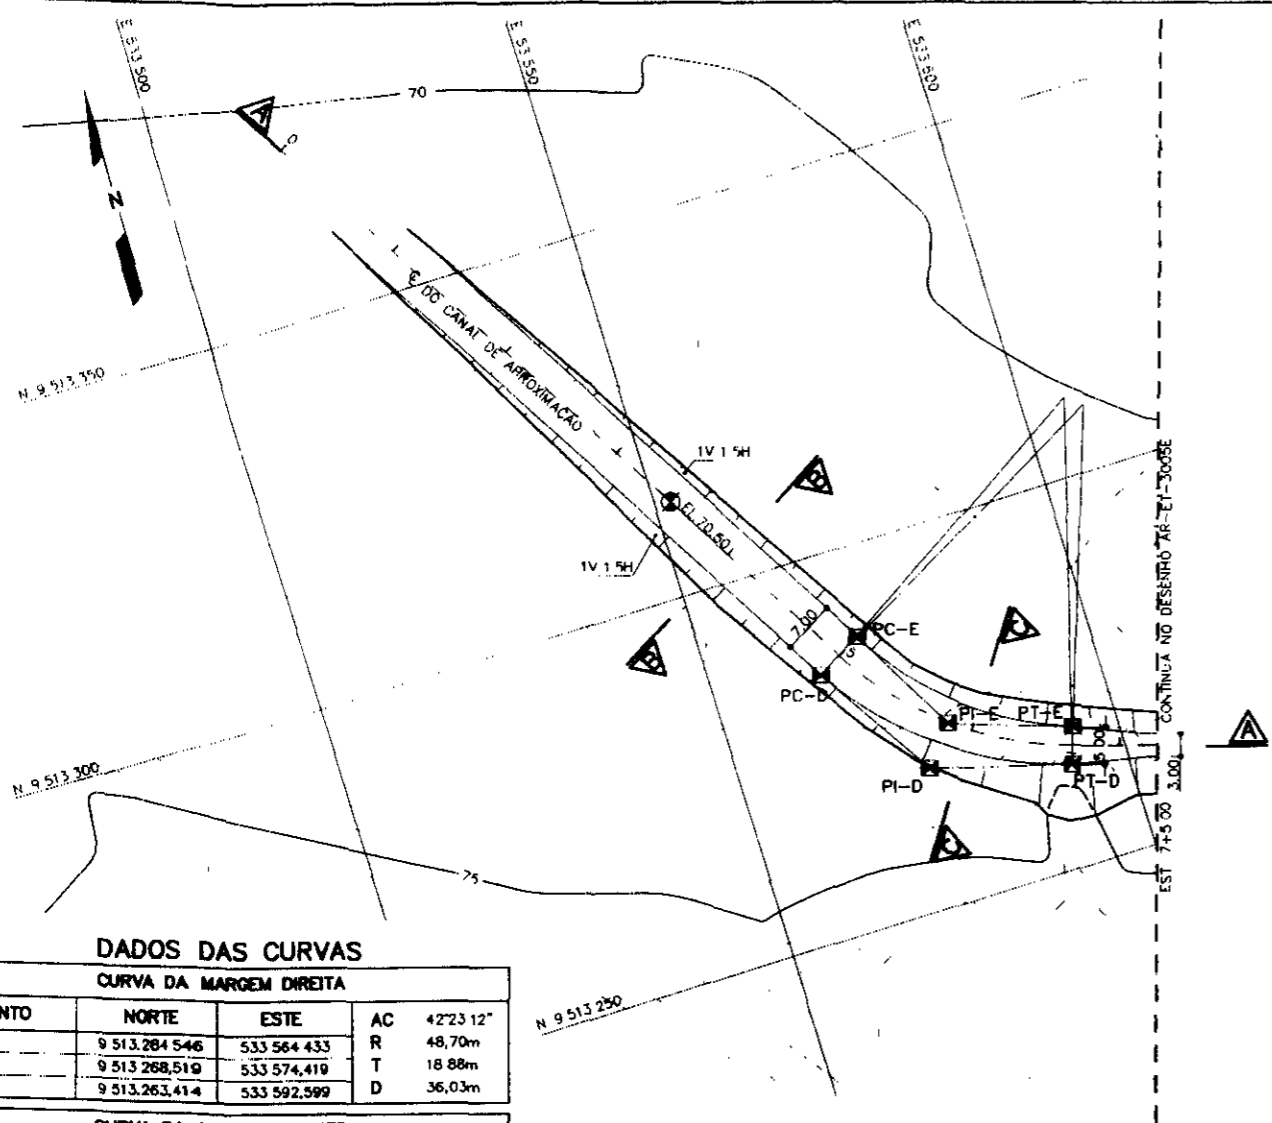 E 533 500
E 533 550
E 533 600
70
A
0
N
℄ DO CANAL DE APROXIMAÇÃO
N 9 513 350
1V 1 5H
B
EL 70,50
1V 1 5H
CONTINUA NO DESENHO AR-ET-3005E
7,00
PC-E
C
B
PC-D
PI-E
PT-E
5,00
A
3,00
N 9 513 300
PI-D
PT-D
C
EST 7+5 00
75
N 9 513 250
DADOS DAS CURVAS
CURVA DA MARGEM DIREITA
NTO NORTE ESTE AC 42°23 12"
9 513.284 546 533 564 433 R 48,70m
9 513 268,519 533 574,419 T 18 88m
9 513.263,414 533 592,599 D 36,03m